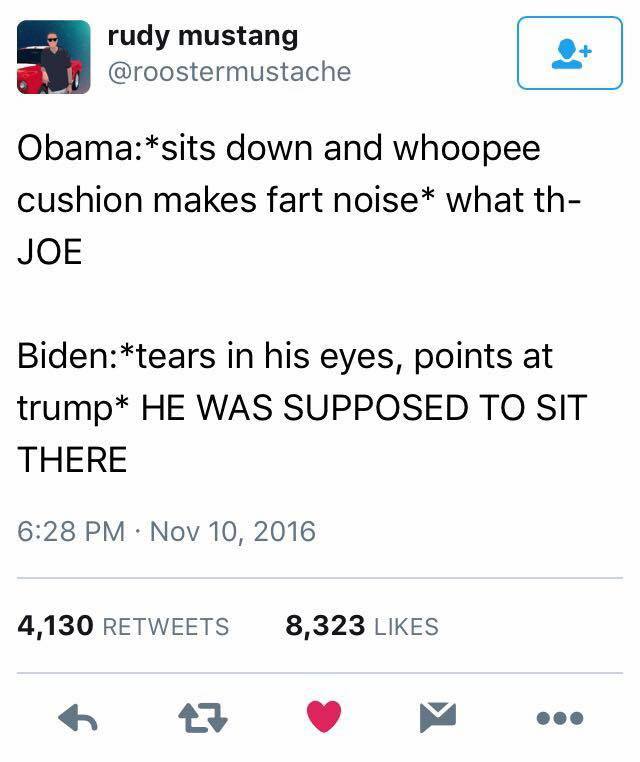 rudy mustang
@roostermustache
Obama:*sits down and whoopee
cushion makes fart noise* what th-
JOE
Biden:*tears in his eyes, points at
trump* HE WAS SUPPOSED TO SIT
THERE
6:28 PM · Nov 10, 2016
4,130 RETWEETS 8,323 LIKES